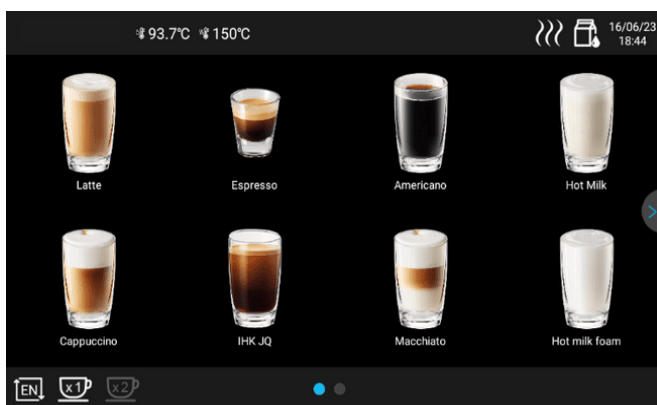 93.7℃ 150℃
16/06/23
18:44
Latte
Espresso
Americano
Hot Milk
Cappuccino
IHK JQ
Macchiato
Hot milk foam
EN x1 x2